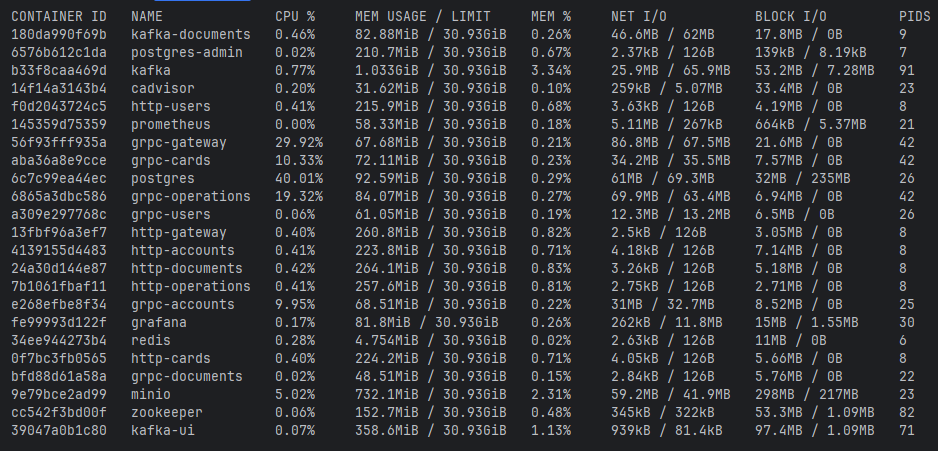 CONTAINER ID NAME CPU % MEM USAGE / LIMIT MEM % NET I/O BLOCK I/O PIDS
180da990f69b kafka-documents 0.46% 82.88MiB / 30.93GiB 0.26% 46.6MB / 62MB 17.8MB / 0B 9
6576b612c1da postgres-admin 0.02% 210.7MiB / 30.93GiB 0.67% 2.37kB / 126B 139kB / 8.19kB 7
b33f8caa469d kafka 0.77% 1.033GiB / 30.93GiB 3.34% 25.9MB / 65.9MB 53.2MB / 7.28MB 91
14f14a3143b4 cadvisor 0.20% 31.62MiB / 30.93GiB 0.10% 259kB / 5.07MB 33.4MB / 0B 23
f0d2043724c5 http-users 0.41% 215.9MiB / 30.93GiB 0.68% 3.63kB / 126B 4.19MB / 0B 8
145359d75359 prometheus 0.00% 58.33MiB / 30.93GiB 0.18% 5.11MB / 267kB 664kB / 5.37MB 21
56f93fff935a grpc-gateway 29.92% 67.68MiB / 30.93GiB 0.21% 86.8MB / 67.5MB 21.6MB / 0B 42
aba36a8e9cce grpc-cards 10.33% 72.11MiB / 30.93GiB 0.23% 34.2MB / 35.5MB 7.57MB / 0B 42
6c7c99ea44ec postgres 40.01% 92.59MiB / 30.93GiB 0.29% 61MB / 69.3MB 32MB / 235MB 26
6865a3dbc586 grpc-operations 19.32% 84.07MiB / 30.93GiB 0.27% 69.9MB / 63.4MB 6.94MB / 0B 42
a309e297768c grpc-users 0.06% 61.05MiB / 30.93GiB 0.19% 12.3MB / 13.2MB 6.5MB / 0B 26
13fbf96a3ef7 http-gateway 0.40% 260.8MiB / 30.93GiB 0.82% 2.5kB / 126B 3.05MB / 0B 8
4139155d4483 http-accounts 0.41% 223.8MiB / 30.93GiB 0.71% 4.18kB / 126B 7.14MB / 0B 8
24a30d144e87 http-documents 0.42% 264.1MiB / 30.93GiB 0.83% 3.26kB / 126B 5.18MB / 0B 8
7b1061fbaf11 http-operations 0.41% 257.6MiB / 30.93GiB 0.81% 2.75kB / 126B 2.71MB / 0B 8
e268efbe8f34 grpc-accounts 9.95% 68.51MiB / 30.93GiB 0.22% 31MB / 32.7MB 8.52MB / 0B 25
fe99993d122f grafana 0.17% 81.8MiB / 30.93GiB 0.26% 262kB / 11.8MB 15MB / 1.55MB 30
34ee944273b4 redis 0.28% 4.754MiB / 30.93GiB 0.02% 2.63kB / 126B 11MB / 0B 6
0f7bc3fb0565 http-cards 0.40% 224.2MiB / 30.93GiB 0.71% 4.05kB / 126B 5.66MB / 0B 8
bfd88d61a58a grpc-documents 0.02% 48.51MiB / 30.93GiB 0.15% 2.84kB / 126B 5.76MB / 0B 22
9e79bce2ad99 minio 5.02% 732.1MiB / 30.93GiB 2.31% 59.2MB / 41.9MB 298MB / 217MB 23
cc542f3bd00f zookeeper 0.06% 152.7MiB / 30.93GiB 0.48% 345kB / 322kB 53.3MB / 1.09MB 82
39047a0b1c80 kafka-ui 0.07% 358.6MiB / 30.93GiB 1.13% 939kB / 81.4kB 97.4MB / 1.09MB 71